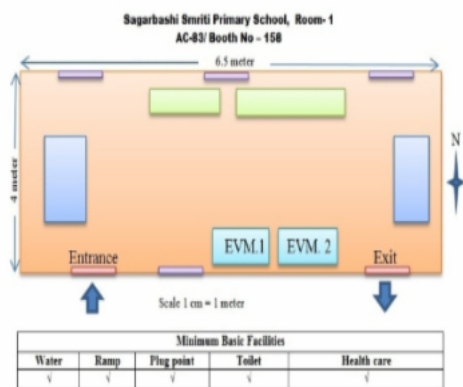 Sagarbashi Smriti Primary School, Room- 1
AC-83/ Booth No – 158
6.5 meter
4 meter
N
EVM.1 EVM. 2
Entrance Exit
Scale 1 cm = 1 meter
Minimum Basic Facilities
Water Ramp Plug point Toilet Health care
√ √ √ √ √